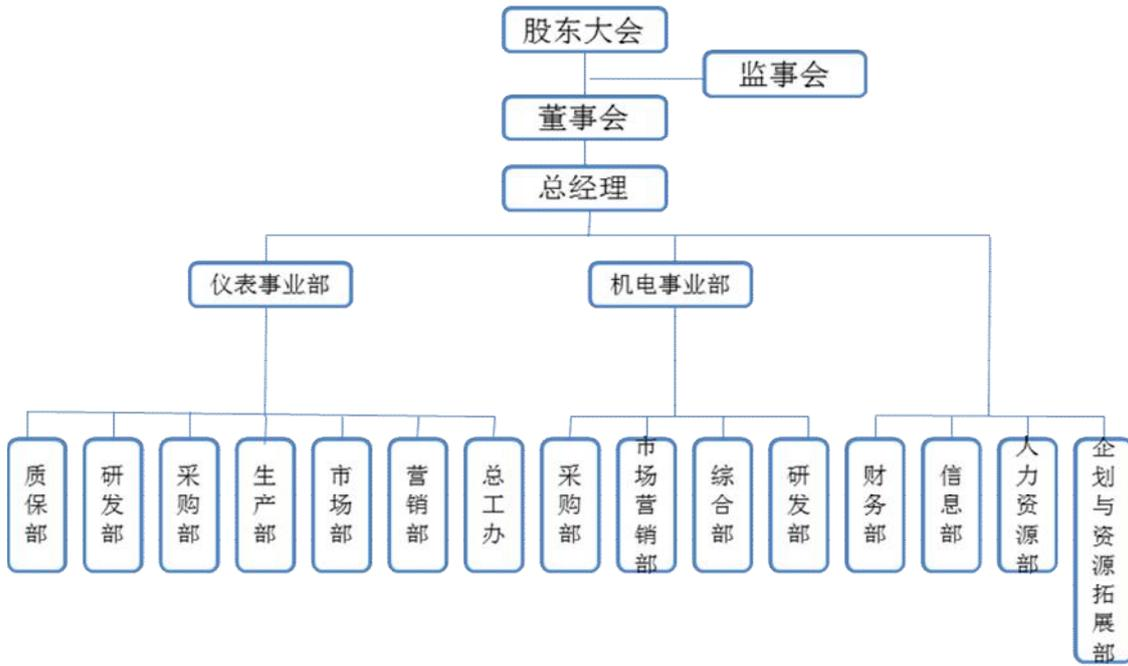 股东大会
监事会
董事会
总经理
仪表事业部
机电事业部
质保部
研发部
采购部
生产部
市场部
营销部
总工办
采购部
市场营销部
综合部
研发部
财务部
信息部
人力资源部
企划与资源拓展部